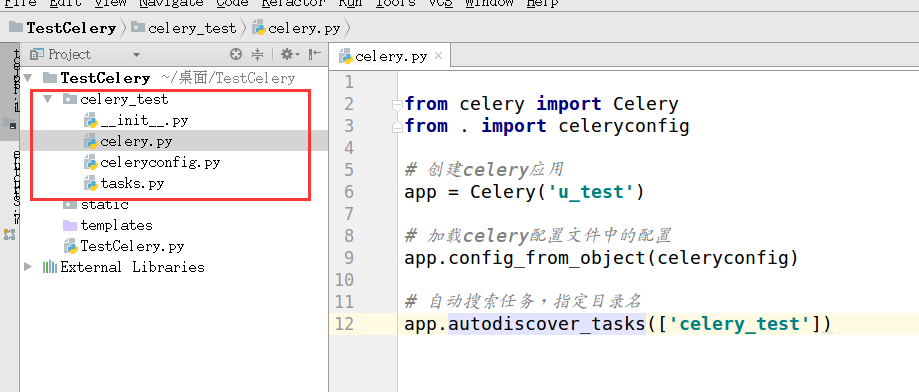 File Edit View Navigate Code Refactor Run Tools VCS Window Help
TestCelery celery_test celery.py
Project
celery.py
TestCelery ~/桌面/TestCelery
celery_test
__init__.py
celery.py
celeryconfig.py
tasks.py
static
templates
TestCelery.py
External Libraries
1
2 from celery import Celery
3 from . import celeryconfig
4
5 # 创建celery应用
6 app = Celery('u_test')
7
8 # 加载celery配置文件中的配置
9 app.config_from_object(celeryconfig)
10
11 # 自动搜索任务，指定目录名
12 app.autodiscover_tasks(['celery_test'])